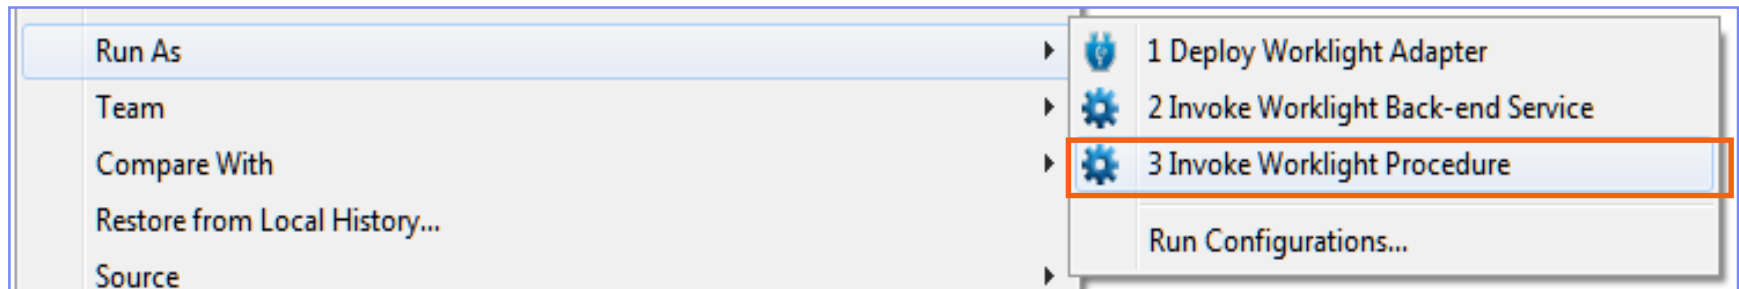 Run As
Team
Compare With
Restore from Local History...
Source
1 Deploy Worklight Adapter
2 Invoke Worklight Back-end Service
3 Invoke Worklight Procedure
Run Configurations...